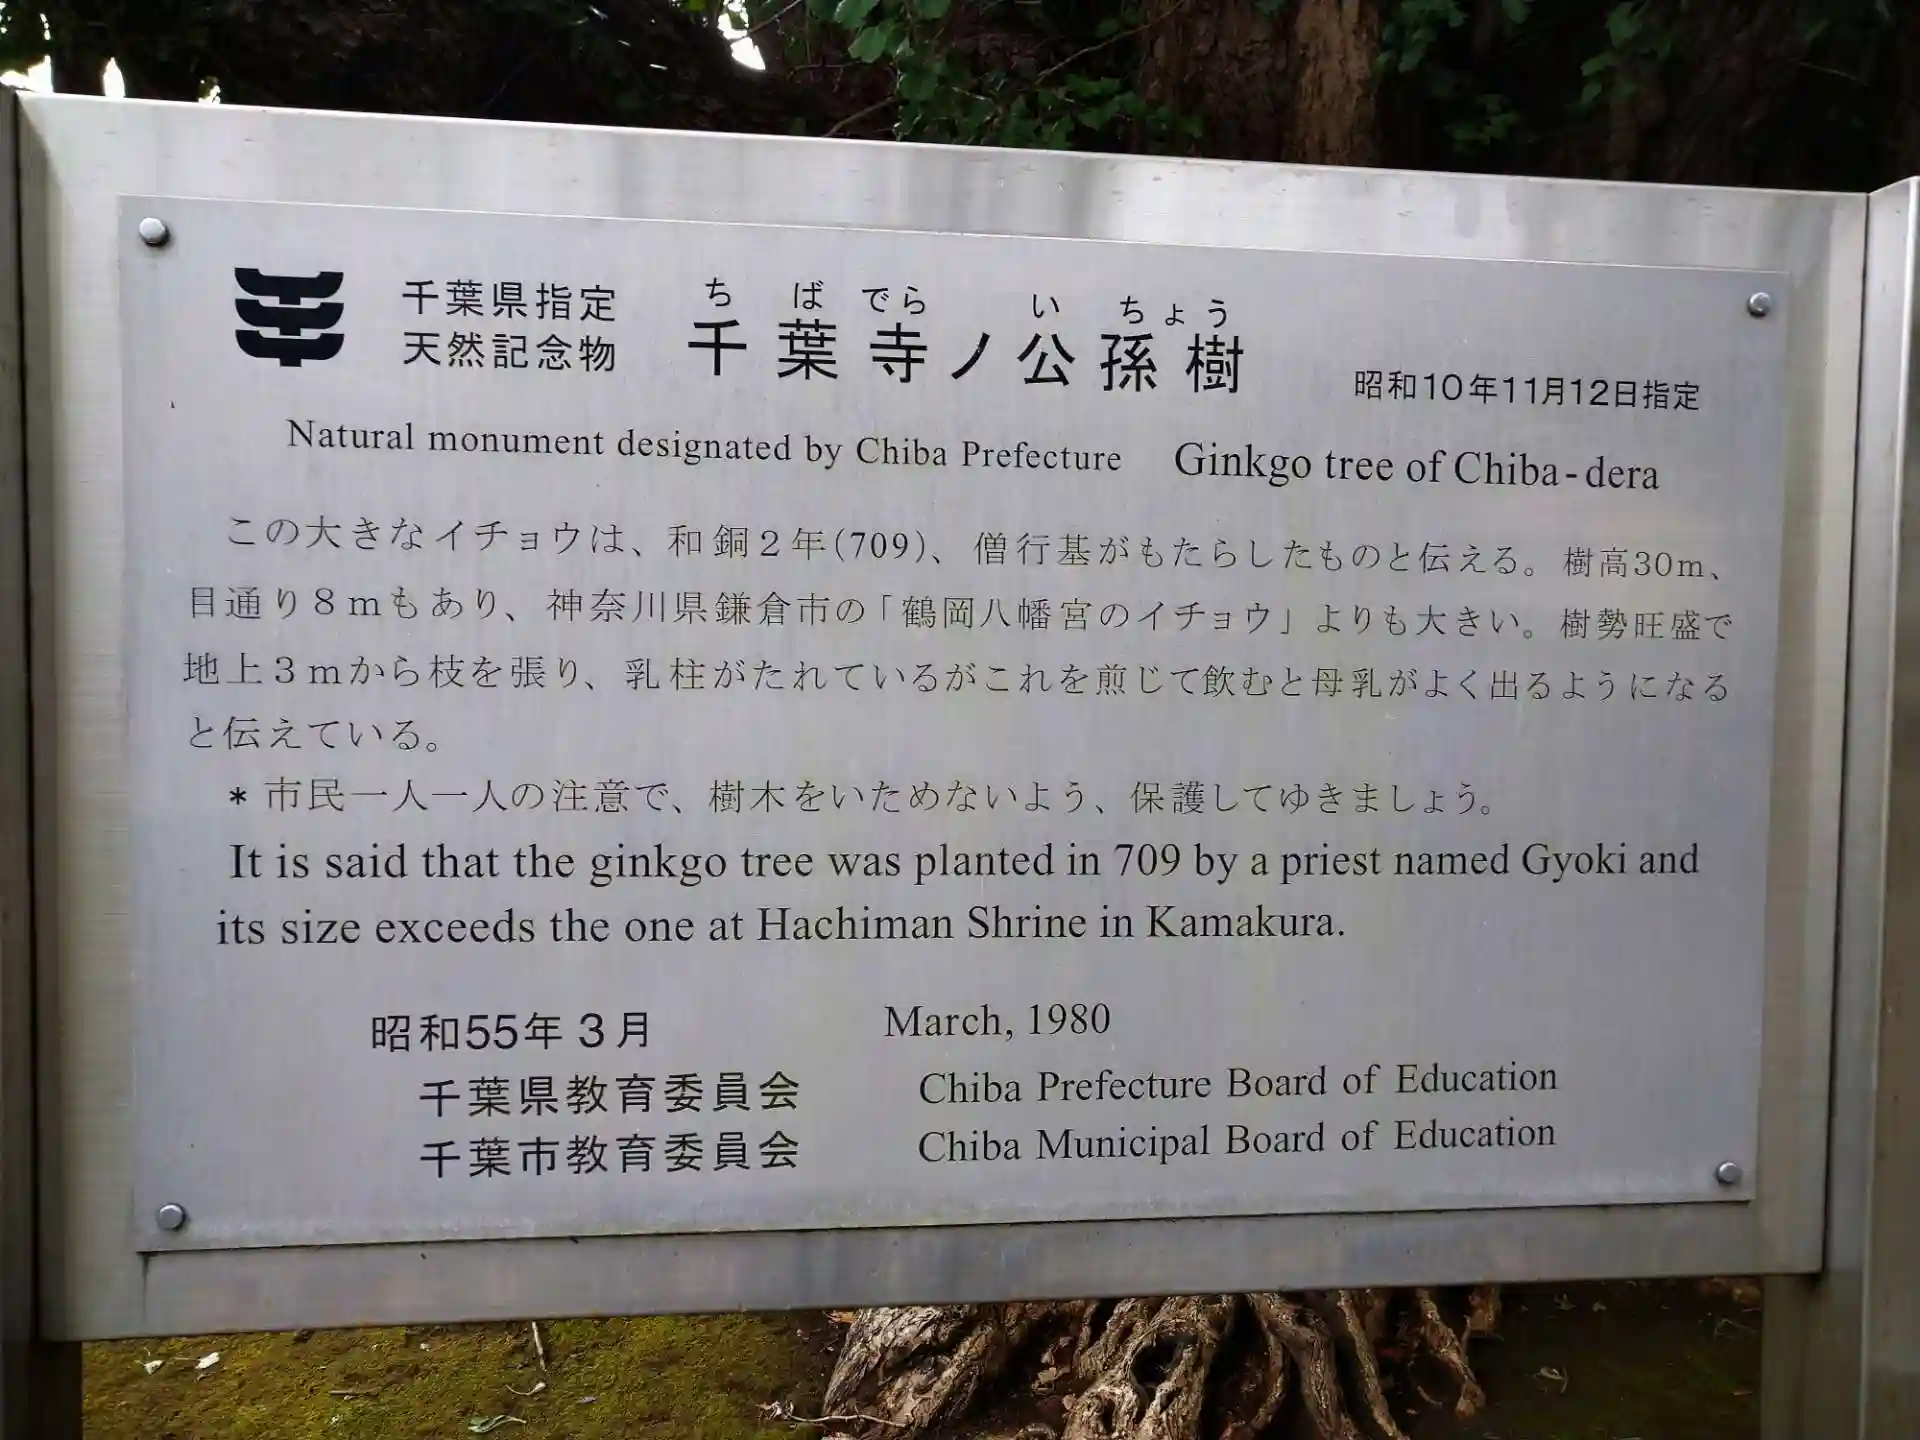 千葉県指定
天然記念物
ち ば でら い ちょう
千葉寺ノ公孫樹
昭和10年11月12日指定
Natural monument designated by Chiba Prefecture Ginkgo tree of Chiba-dera
この大きなイチョウは、和銅2年(709)、僧行基がもたらしたものと伝える。樹高30m、
目通り8mもあり、神奈川県鎌倉市の「鶴岡八幡宮のイチョウ」よりも大きい。樹勢旺盛で
地上3mから枝を張り、乳柱がたれているがこれを煎じて飲むと母乳がよく出るようになる
と伝えている。
* 市民一人一人の注意で、樹木をいためないよう、保護してゆきましょう。
It is said that the ginkgo tree was planted in 709 by a priest named Gyoki and
its size exceeds the one at Hachiman Shrine in Kamakura.
昭和55年3月
千葉県教育委員会
千葉市教育委員会
March, 1980
Chiba Prefecture Board of Education
Chiba Municipal Board of Education